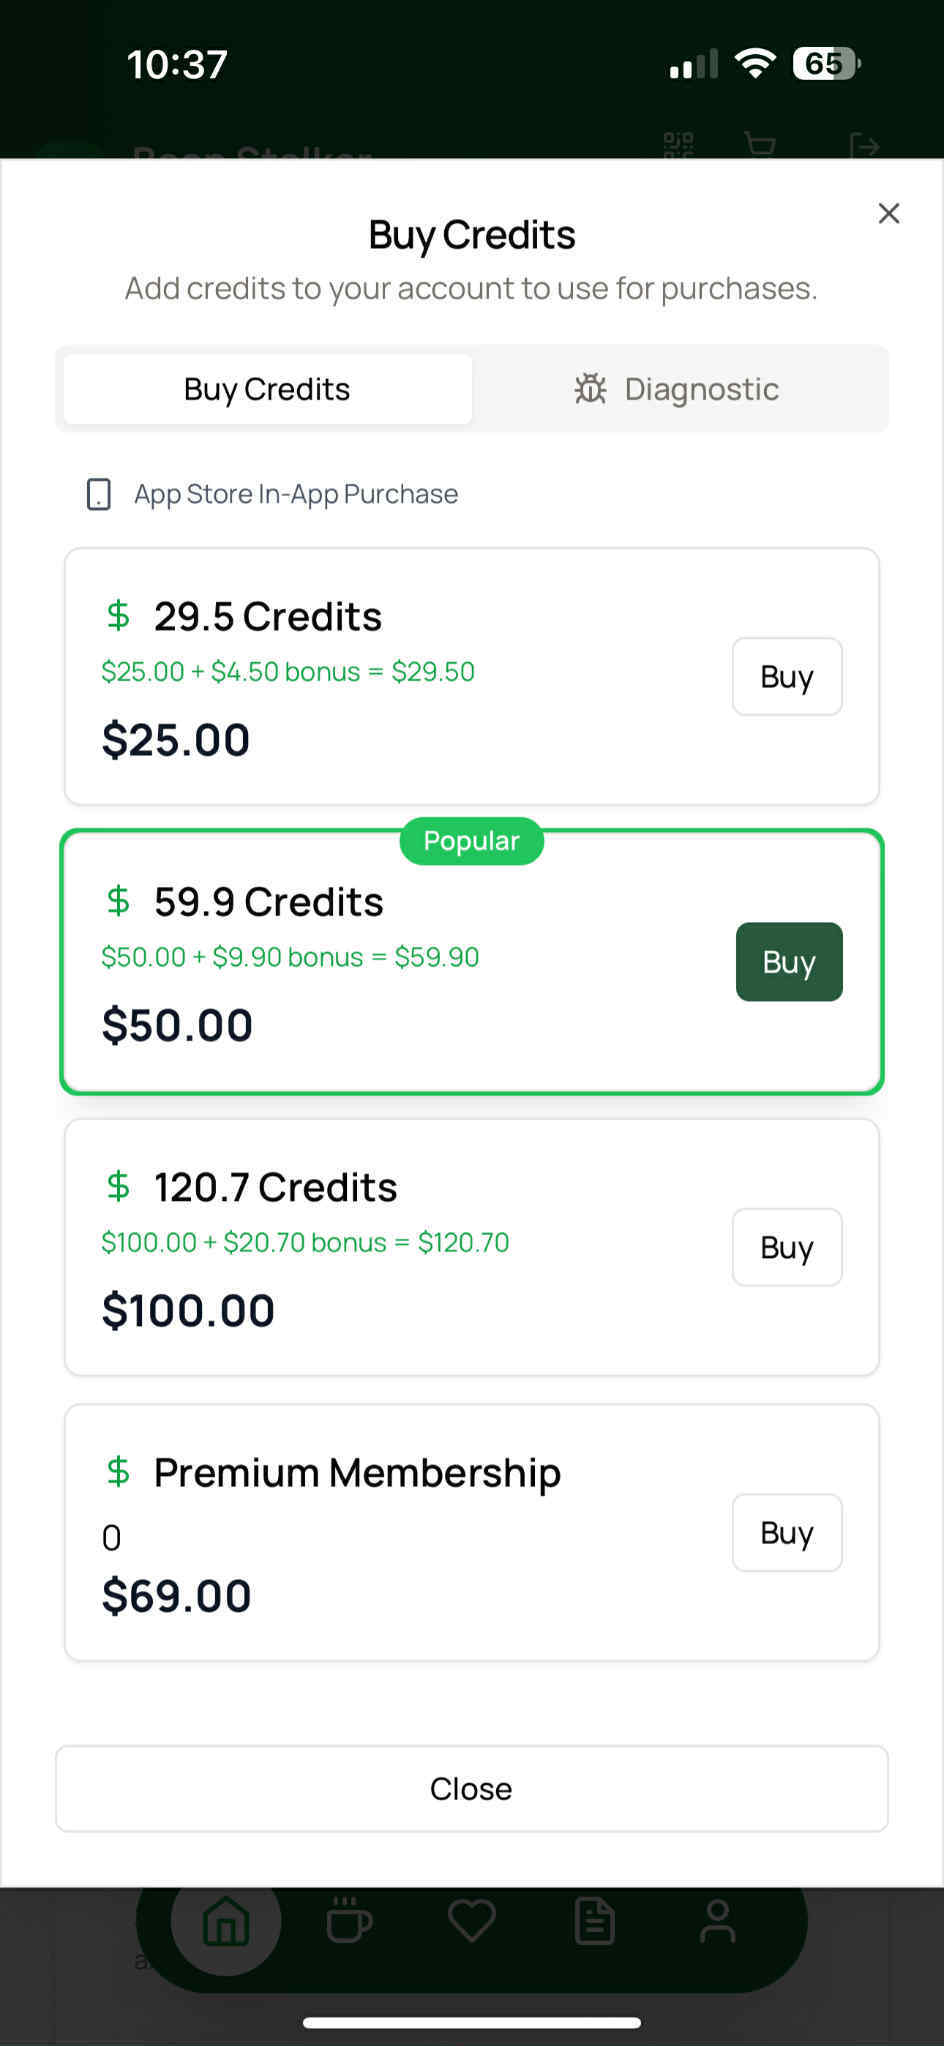 10:37
65
Buy Credits
Add credits to your account to use for purchases.
Buy Credits
Diagnostic
App Store In-App Purchase
$ 29.5 Credits
$25.00 + $4.50 bonus = $29.50
Buy
$25.00
Popular
$ 59.9 Credits
$50.00 + $9.90 bonus = $59.90
Buy
$50.00
$ 120.7 Credits
$100.00 + $20.70 bonus = $120.70
Buy
$100.00
$ Premium Membership
0
Buy
$69.00
Close